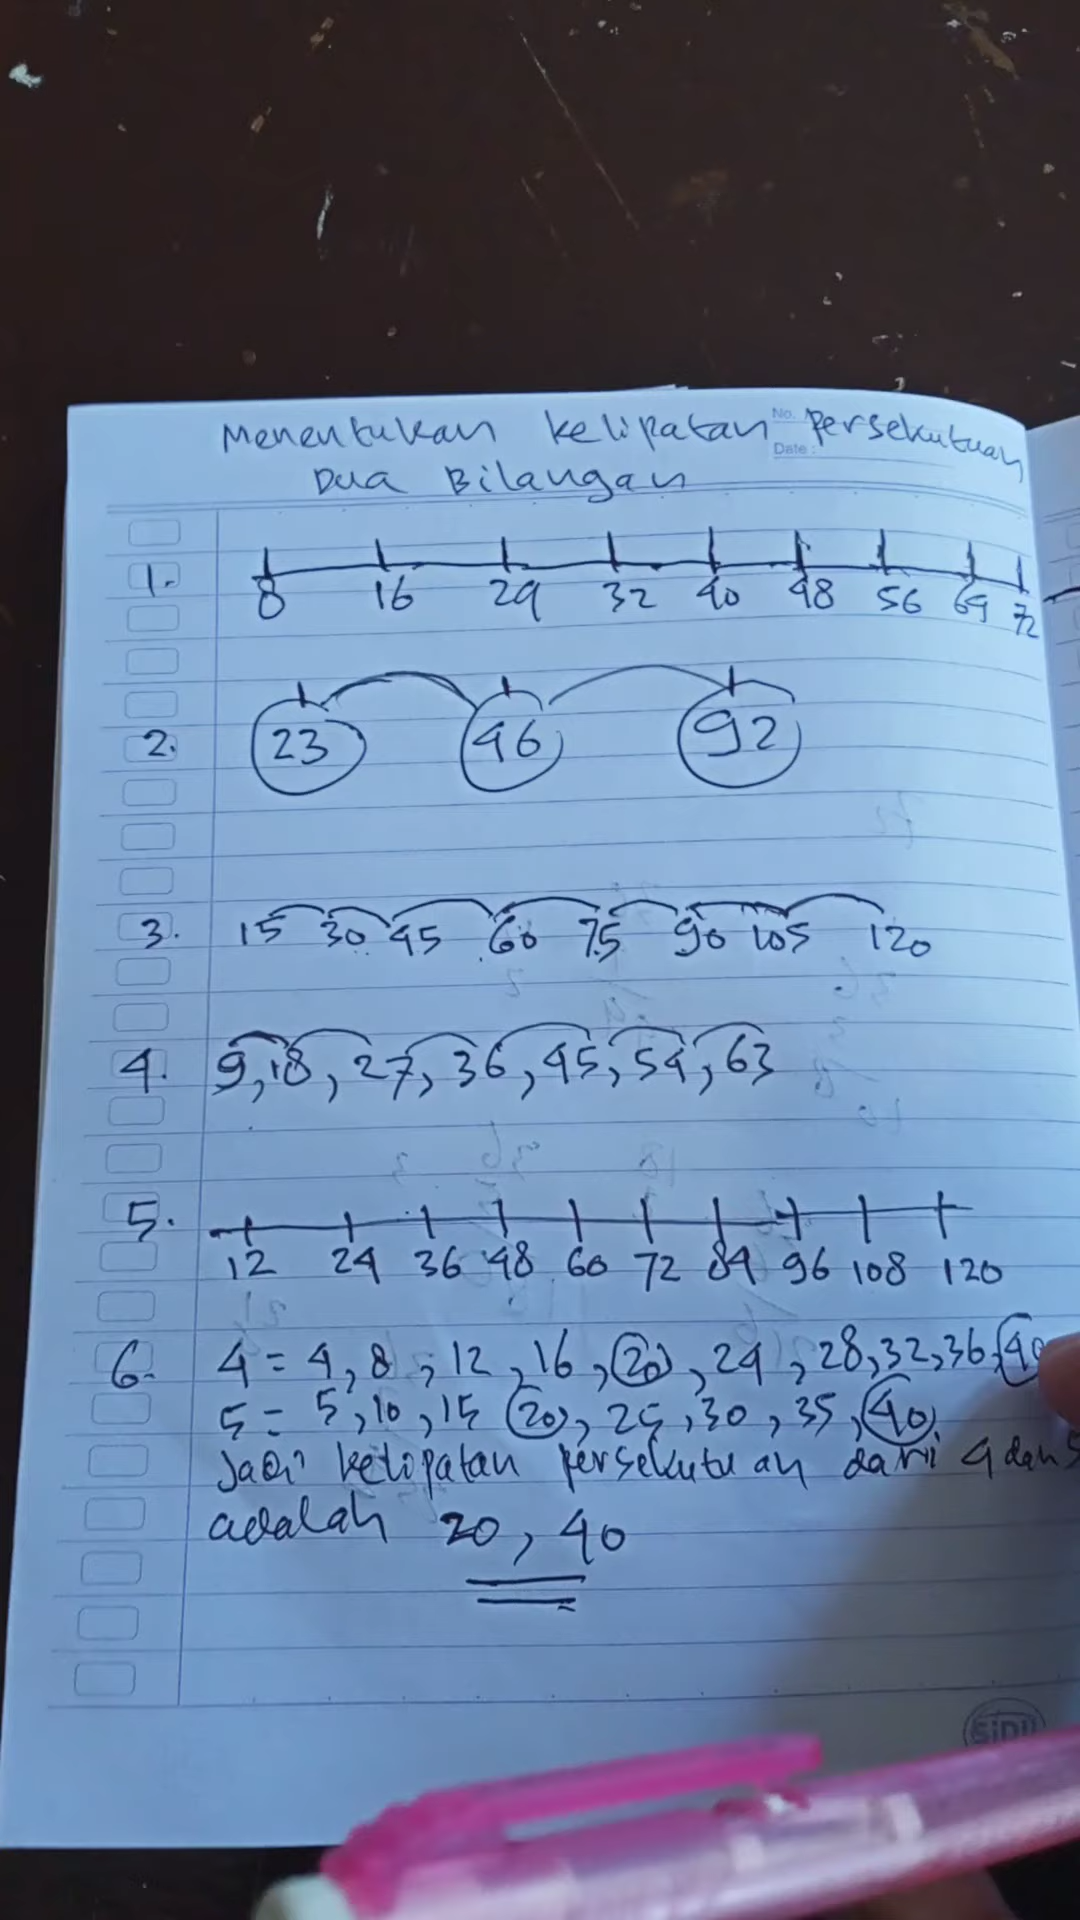 Menentukan Kelipatan Persekutuan
Dua Bilangan
No.
Date :
1. 8 16 24 32 40 48 56 64 72
2. 23 46 92
3. 15 30 45 60 75 90 105 120
4. 9, 18, 27, 36, 45, 54, 63
5. 12 24 36 48 60 72 84 96 108 120
6. 4 = 4, 8, 12, 16, 20, 24, 28, 32, 36, 40
5 = 5, 10, 15 20, 25, 30, 35, 40
Jadi kelipatan persekutuan dari 4 dan 5
adalah 20, 40
SIDU